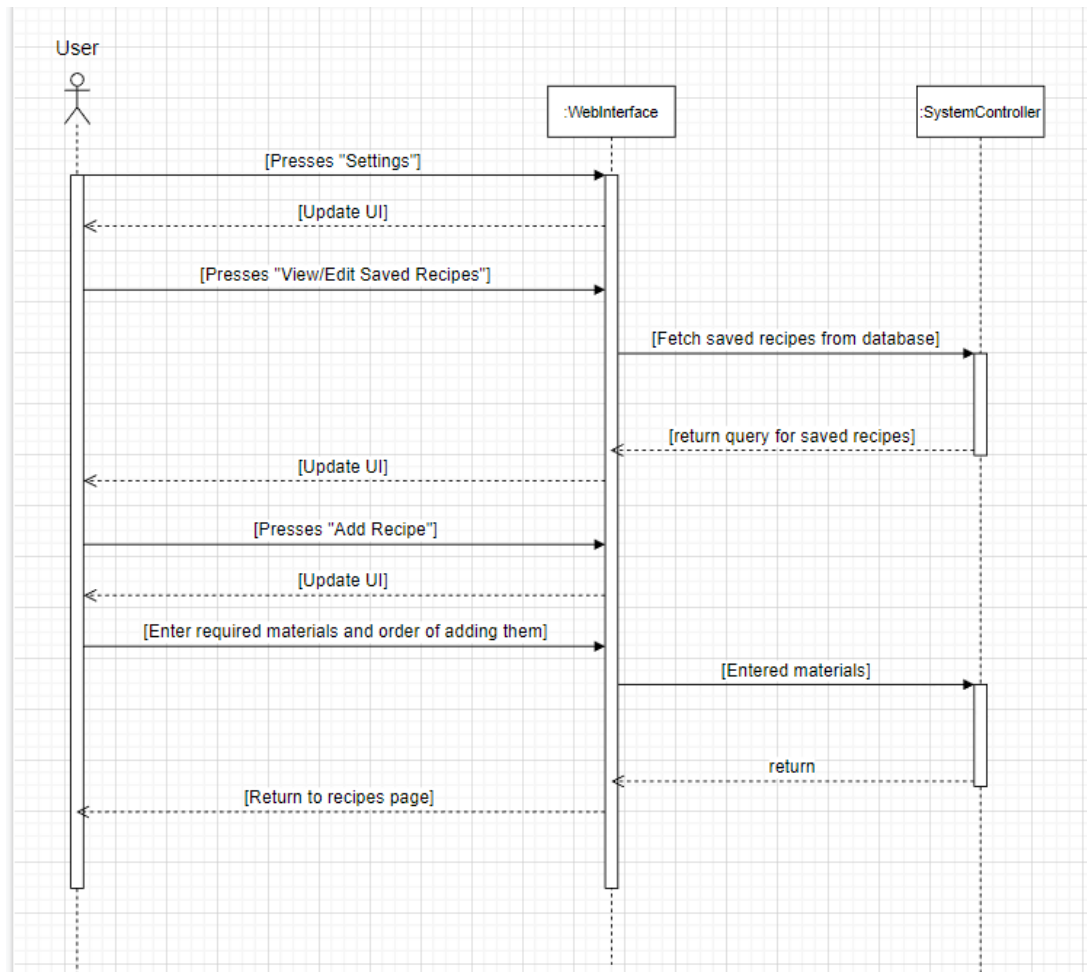 User
:WebInterface
:SystemController
[Presses "Settings"]
[Update UI]
[Presses "View/Edit Saved Recipes"]
[Fetch saved recipes from database]
[return query for saved recipes]
[Update UI]
[Presses "Add Recipe"]
[Update UI]
[Enter required materials and order of adding them]
[Entered materials]
return
[Return to recipes page]